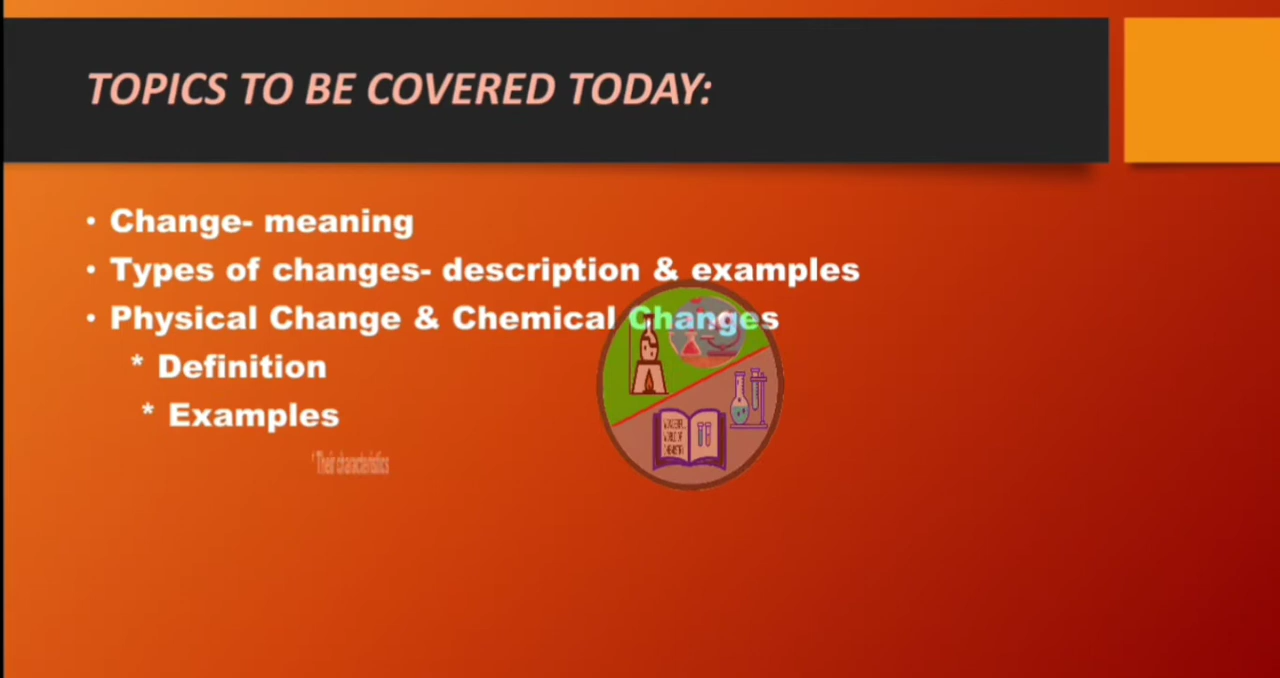 TOPICS TO BE COVERED TODAY:
• Change- meaning
• Types of changes- description & examples
• Physical Change & Chemical Changes
* Definition
* Examples
* Their characteristics